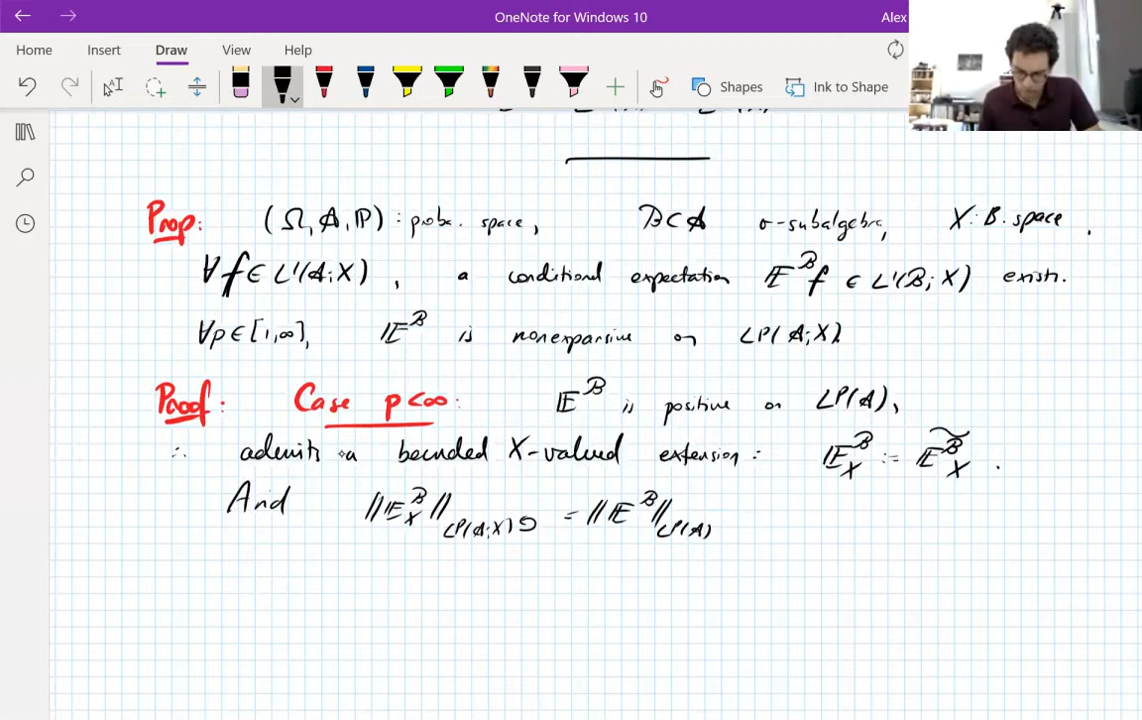 OneNote for Windows 10
Alex
Home Insert Draw View Help
Shapes Ink to Shape
Prop: (Ω, 𝒜, ℙ) : proba. space, ℬ ⊂ 𝒜 σ-subalgebra, X: B. space.
∀f ∈ L¹(𝒜; X), a conditional expectation 𝔼^ℬ f ∈ L¹(ℬ; X) exists.
∀p ∈ [1,∞], 𝔼^ℬ is nonexpansive on L^p(𝒜; X).
Proof: Case p<∞: 𝔼^ℬ is positive on L^p(𝒜),
∴ admits a bounded X-valued extension: 𝔼^ℬ_X := \widetilde{𝔼^ℬ_X}.
And ‖𝔼^ℬ_X‖_{L^p(𝒜;X)↺} = ‖𝔼^ℬ‖_{L^p(𝒜)}